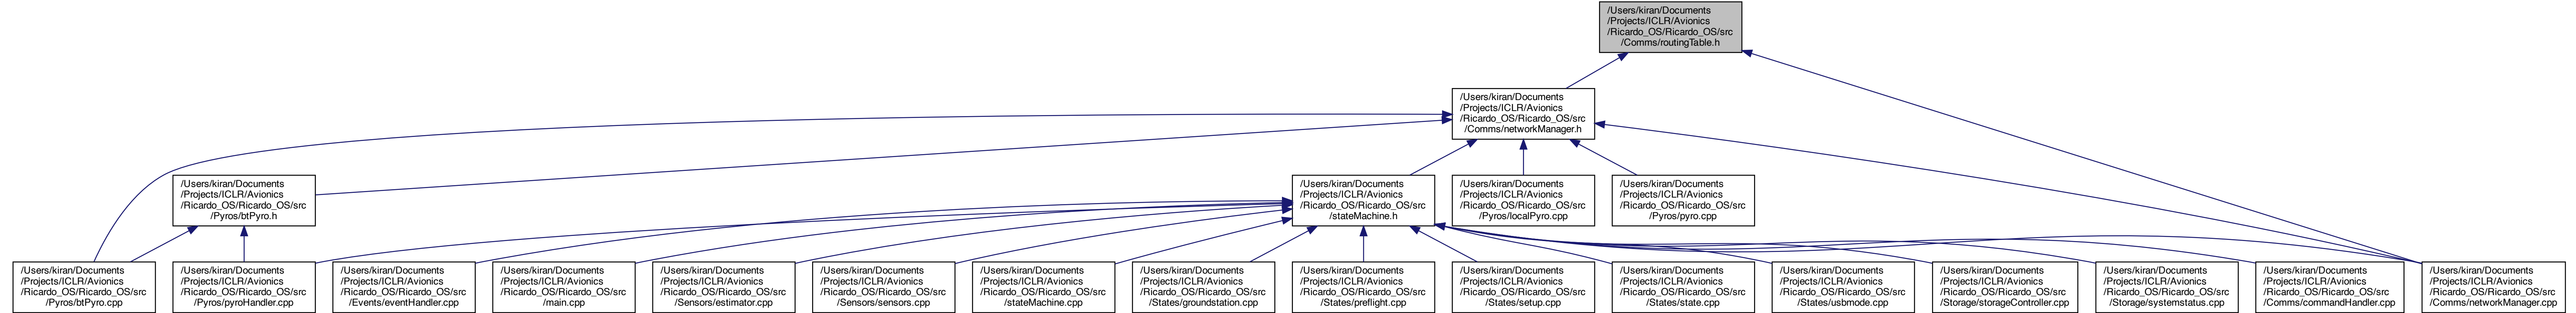 /Users/kiran/Documents
/Projects/ICLR/Avionics
/Ricardo_OS/Ricardo_OS/src
/Comms/routingTable.h
/Users/kiran/Documents
/Projects/ICLR/Avionics
/Ricardo_OS/Ricardo_OS/src
/Comms/networkManager.h
/Users/kiran/Documents
/Projects/ICLR/Avionics
/Ricardo_OS/Ricardo_OS/src
/Pyros/btPyro.h
/Users/kiran/Documents
/Projects/ICLR/Avionics
/Ricardo_OS/Ricardo_OS/src
/stateMachine.h
/Users/kiran/Documents
/Projects/ICLR/Avionics
/Ricardo_OS/Ricardo_OS/src
/Pyros/localPyro.cpp
/Users/kiran/Documents
/Projects/ICLR/Avionics
/Ricardo_OS/Ricardo_OS/src
/Pyros/pyro.cpp
/Users/kiran/Documents
/Projects/ICLR/Avionics
/Ricardo_OS/Ricardo_OS/src
/Pyros/btPyro.cpp
/Users/kiran/Documents
/Projects/ICLR/Avionics
/Ricardo_OS/Ricardo_OS/src
/Pyros/pyroHandler.cpp
/Users/kiran/Documents
/Projects/ICLR/Avionics
/Ricardo_OS/Ricardo_OS/src
/Events/eventHandler.cpp
/Users/kiran/Documents
/Projects/ICLR/Avionics
/Ricardo_OS/Ricardo_OS/src
/main.cpp
/Users/kiran/Documents
/Projects/ICLR/Avionics
/Ricardo_OS/Ricardo_OS/src
/Sensors/estimator.cpp
/Users/kiran/Documents
/Projects/ICLR/Avionics
/Ricardo_OS/Ricardo_OS/src
/Sensors/sensors.cpp
/Users/kiran/Documents
/Projects/ICLR/Avionics
/Ricardo_OS/Ricardo_OS/src
/stateMachine.cpp
/Users/kiran/Documents
/Projects/ICLR/Avionics
/Ricardo_OS/Ricardo_OS/src
/States/groundstation.cpp
/Users/kiran/Documents
/Projects/ICLR/Avionics
/Ricardo_OS/Ricardo_OS/src
/States/preflight.cpp
/Users/kiran/Documents
/Projects/ICLR/Avionics
/Ricardo_OS/Ricardo_OS/src
/States/setup.cpp
/Users/kiran/Documents
/Projects/ICLR/Avionics
/Ricardo_OS/Ricardo_OS/src
/States/state.cpp
/Users/kiran/Documents
/Projects/ICLR/Avionics
/Ricardo_OS/Ricardo_OS/src
/States/usbmode.cpp
/Users/kiran/Documents
/Projects/ICLR/Avionics
/Ricardo_OS/Ricardo_OS/src
/Storage/storageController.cpp
/Users/kiran/Documents
/Projects/ICLR/Avionics
/Ricardo_OS/Ricardo_OS/src
/Storage/systemstatus.cpp
/Users/kiran/Documents
/Projects/ICLR/Avionics
/Ricardo_OS/Ricardo_OS/src
/Comms/commandHandler.cpp
/Users/kiran/Documents
/Projects/ICLR/Avionics
/Ricardo_OS/Ricardo_OS/src
/Comms/networkManager.cpp